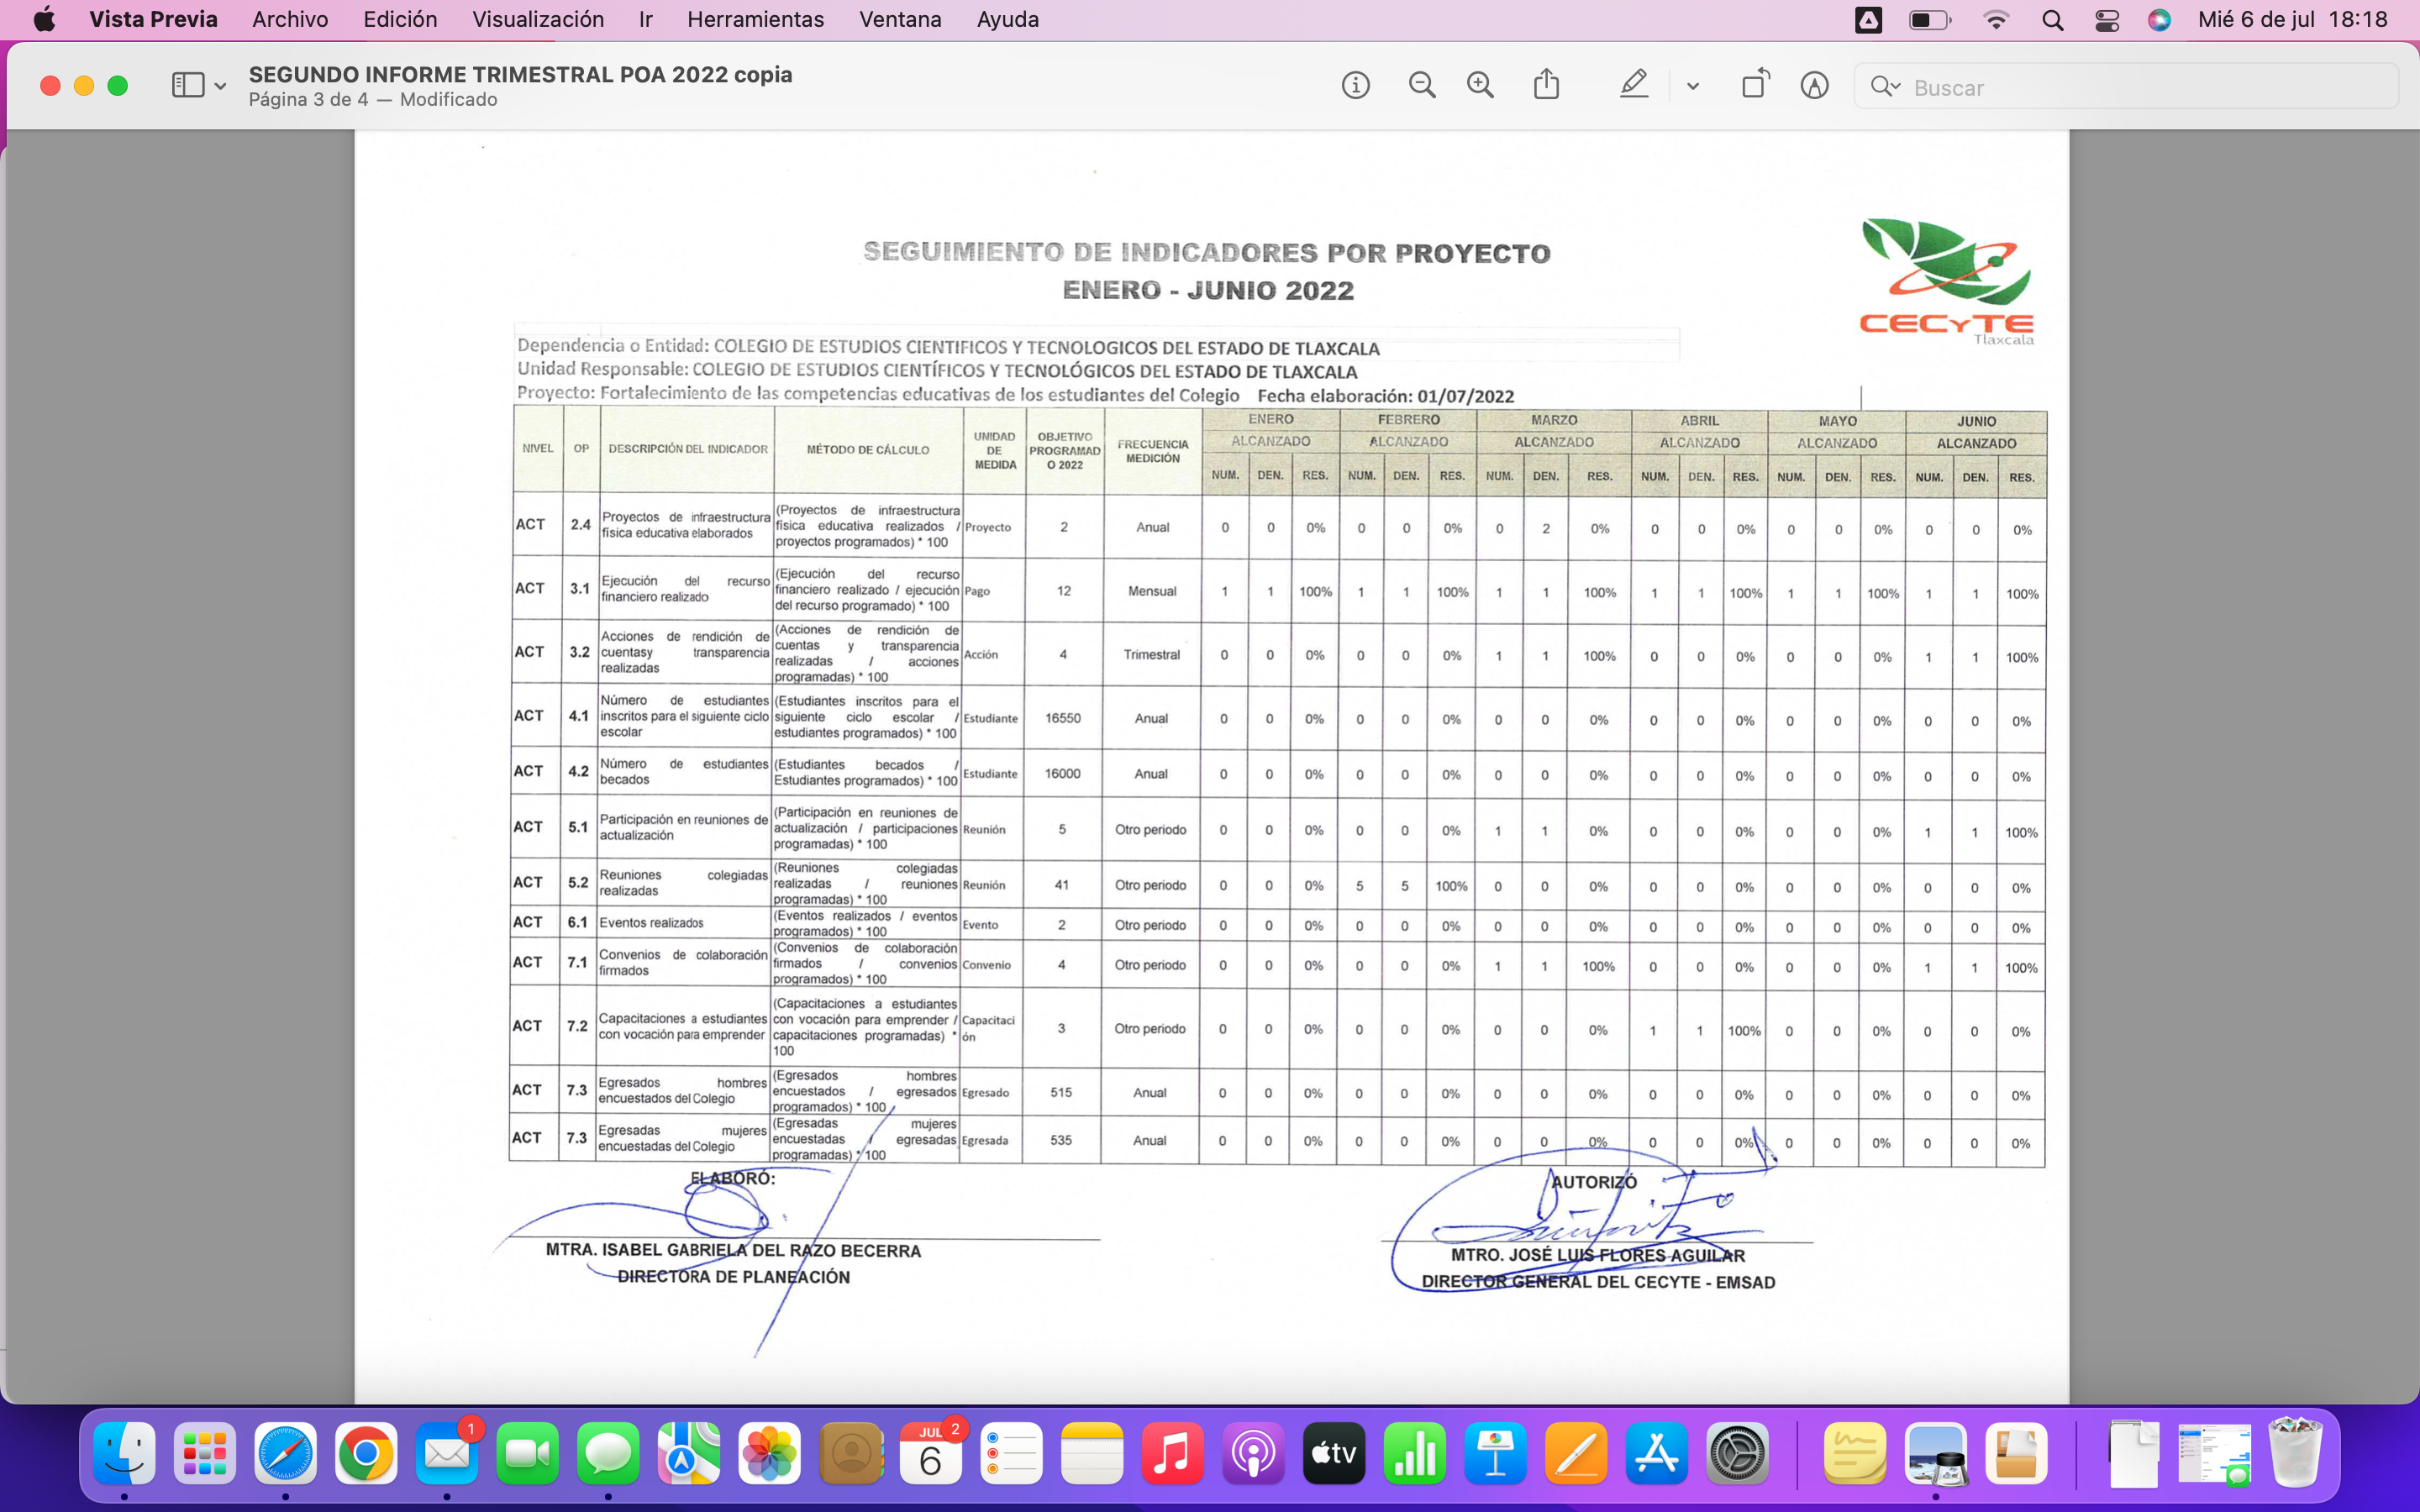 Vista Previa Archivo Edición Visualización Ir Herramientas Ventana Ayuda Mié 6 de jul 18:18
SEGUNDO INFORME TRIMESTRAL POA 2022 copia
Página 3 de 4 — Modificado
Buscar
SEGUIMIENTO DE INDICADORES POR PROYECTO
ENERO - JUNIO 2022
CECyTE
Tlaxcala
Dependencia o Entidad: COLEGIO DE ESTUDIOS CIENTIFICOS Y TECNOLOGICOS DEL ESTADO DE TLAXCALA
Unidad Responsable: COLEGIO DE ESTUDIOS CIENTÍFICOS Y TECNOLÓGICOS DEL ESTADO DE TLAXCALA
Proyecto: Fortalecimiento de las competencias educativas de los estudiantes del Colegio Fecha elaboración: 01/07/2022
NIVEL OP DESCRIPCIÓN DEL INDICADOR MÉTODO DE CÁLCULO UNIDAD DE MEDIDA OBJETIVO PROGRAMAD O 2022 FRECUENCIA MEDICIÓN ENERO FEBRERO MARZO ABRIL MAYO JUNIO
ALCANZADO ALCANZADO ALCANZADO ALCANZADO ALCANZADO ALCANZADO
NUM. DEN. RES. NUM. DEN. RES. NUM. DEN. RES. NUM. DEN. RES. NUM. DEN. RES. NUM. DEN. RES.
ACT 2.4 Proyectos de infraestructura física educativa elaborados (Proyectos de infraestructura física educativa realizados / proyectos programados) * 100 Proyecto 2 Anual 0 0 0% 0 0 0% 0 2 0% 0 0 0% 0 0 0% 0 0 0%
ACT 3.1 Ejecución del recurso financiero realizado (Ejecución del recurso financiero realizado / ejecución del recurso programado) * 100 Pago 12 Mensual 1 1 100% 1 1 100% 1 1 100% 1 1 100% 1 1 100% 1 1 100%
ACT 3.2 Acciones de rendición de cuentasy transparencia realizadas (Acciones de rendición de cuentas y transparencia realizadas / acciones programadas) * 100 Acción 4 Trimestral 0 0 0% 0 0 0% 1 1 100% 0 0 0% 0 0 0% 1 1 100%
ACT 4.1 Número de estudiantes inscritos para el siguiente ciclo escolar (Estudiantes inscritos para el siguiente ciclo escolar / estudiantes programados) * 100 Estudiante 16550 Anual 0 0 0% 0 0 0% 0 0 0% 0 0 0% 0 0 0% 0 0 0%
ACT 4.2 Número de estudiantes becados (Estudiantes becados / Estudiantes programados) * 100 Estudiante 16000 Anual 0 0 0% 0 0 0% 0 0 0% 0 0 0% 0 0 0% 0 0 0%
ACT 5.1 Participación en reuniones de actualización (Participación en reuniones de actualización / participaciones programadas) * 100 Reunión 5 Otro periodo 0 0 0% 0 0 0% 1 1 0% 0 0 0% 0 0 0% 1 1 100%
ACT 5.2 Reuniones colegiadas realizadas (Reuniones colegiadas realizadas / reuniones programadas) * 100 Reunión 41 Otro periodo 0 0 0% 5 5 100% 0 0 0% 0 0 0% 0 0 0% 0 0 0%
ACT 6.1 Eventos realizados (Eventos realizados / eventos programados) * 100 Evento 2 Otro periodo 0 0 0% 0 0 0% 0 0 0% 0 0 0% 0 0 0% 0 0 0%
ACT 7.1 Convenios de colaboración firmados (Convenios de colaboración firmados / convenios programados) * 100 Convenio 4 Otro periodo 0 0 0% 0 0 0% 1 1 100% 0 0 0% 0 0 0% 1 1 100%
ACT 7.2 Capacitaciones a estudiantes con vocación para emprender (Capacitaciones a estudiantes con vocación para emprender / capacitaciones programadas) * 100 Capacitaci ón 3 Otro periodo 0 0 0% 0 0 0% 0 0 0% 1 1 100% 0 0 0% 0 0 0%
ACT 7.3 Egresados hombres encuestados del Colegio (Egresados hombres encuestados / egresados programados) * 100 Egresado 515 Anual 0 0 0% 0 0 0% 0 0 0% 0 0 0% 0 0 0% 0 0 0%
ACT 7.3 Egresadas mujeres encuestadas del Colegio (Egresadas mujeres encuestadas / egresadas programadas) * 100 Egresada 535 Anual 0 0 0% 0 0 0% 0 0 0% 0 0 0% 0 0 0% 0 0 0%
ELABORÓ: AUTORIZÓ
MTRA. ISABEL GABRIELA DEL RAZO BECERRA MTRO. JOSÉ LUIS FLORES AGUILAR
DIRECTORA DE PLANEACIÓN DIRECTOR GENERAL DEL CECYTE - EMSAD
1
JUL 2
6
tv